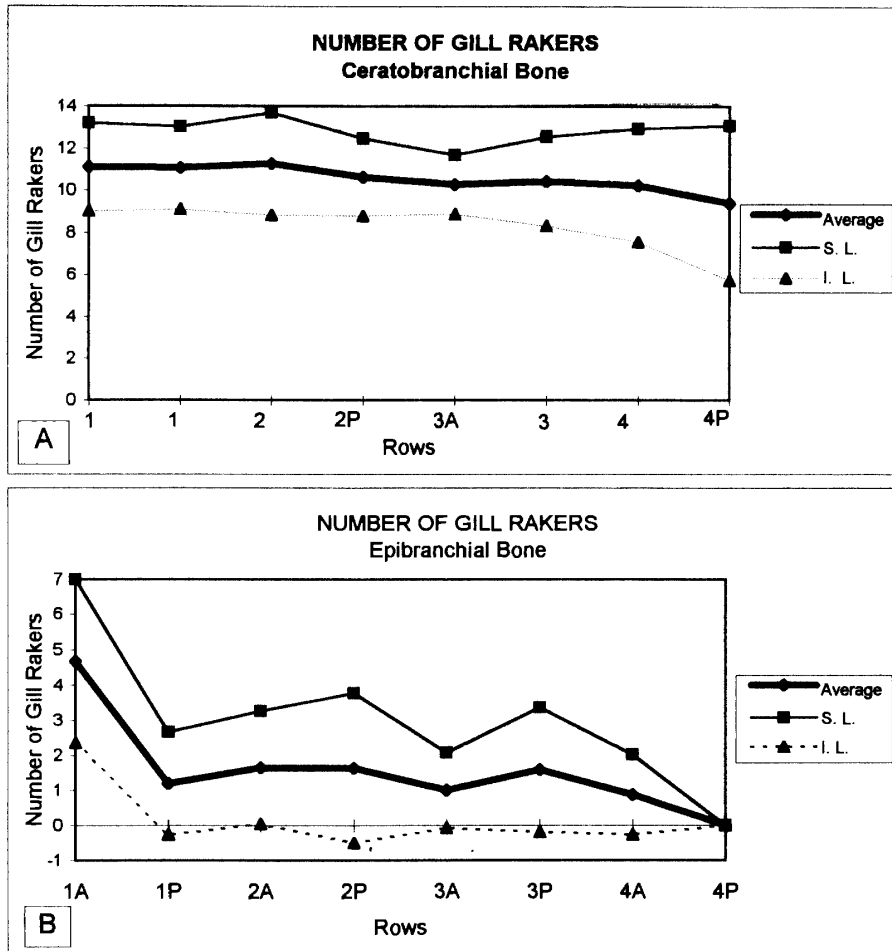 NUMBER OF GILL RAKERS
Ceratobranchial Bone
Number of Gill Rakers
14
12
10
8
6
4
2
0
1 1 2 2P 3A 3 4 4P
Rows
Average
S. L.
I. L.
A
NUMBER OF GILL RAKERS
Epibranchial Bone
Number of Gill Rakers
7
6
5
4
3
2
1
0
-1
1A 1P 2A 2P 3A 3P 4A 4P
Rows
Average
S. L.
I. L.
B